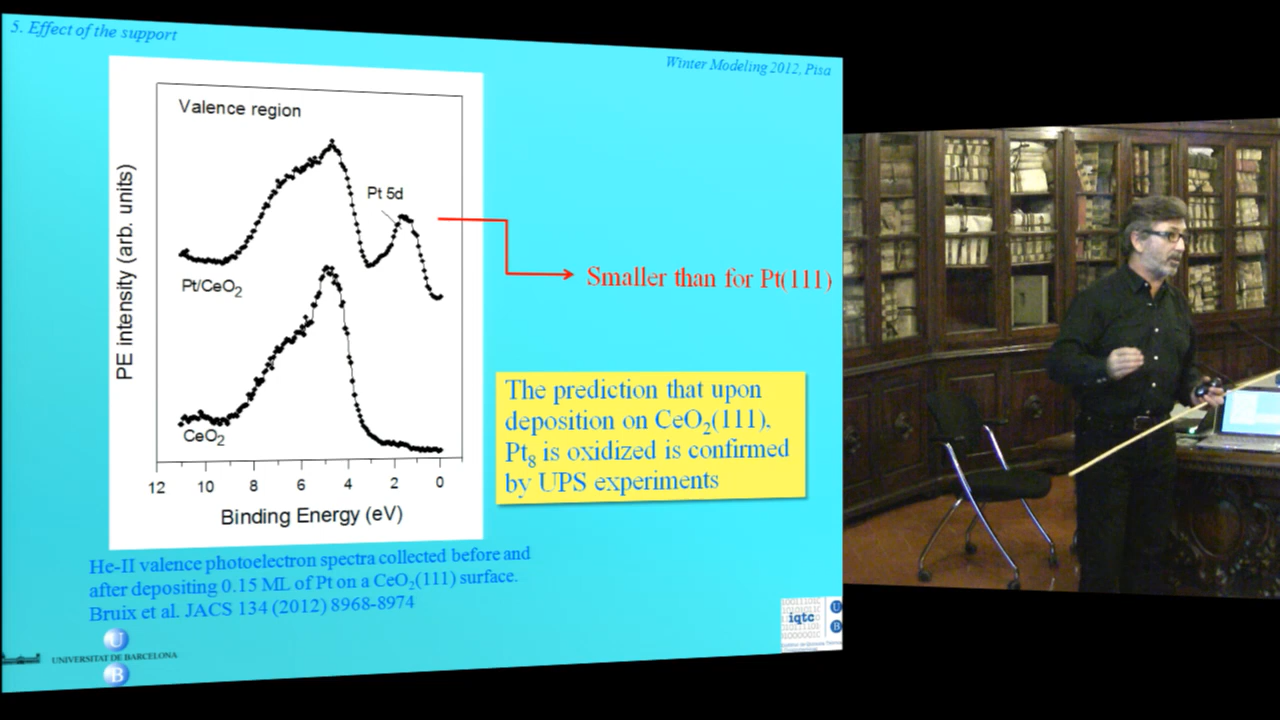 5. Effect of the support
Winter Modeling 2012, Pisa
Valence region
Pt 5d
Pt/CeO2
CeO2
PE intensity (arb. units)
12 10 8 6 4 2 0
Binding Energy (eV)
Smaller than for Pt(111)
The prediction that upon
deposition on CeO2(111),
Pt8 is oxidized is confirmed
by UPS experiments
He-II valence photoelectron spectra collected before and
after depositing 0.15 ML of Pt on a CeO2(111) surface.
Bruix et al. JACS 134 (2012) 8968-8974
U
UNIVERSITAT DE BARCELONA
B
iqtc
U
B